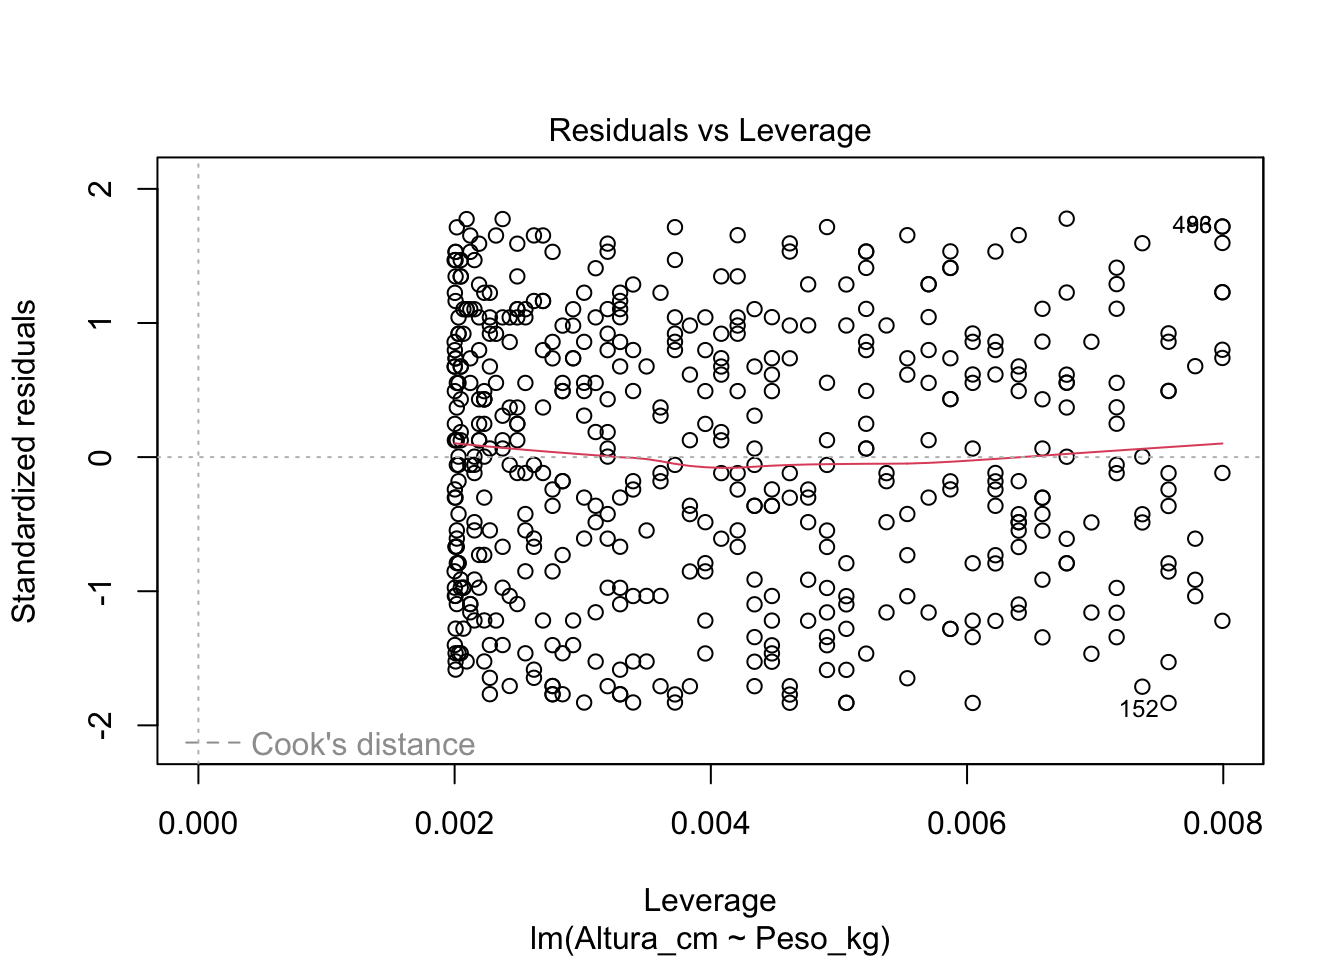 Residuals vs Leverage
Standardized residuals
2
1
0
-1
-2
496
152
Cook's distance
0.000 0.002 0.004 0.006 0.008
Leverage
lm(Altura_cm ~ Peso_kg)